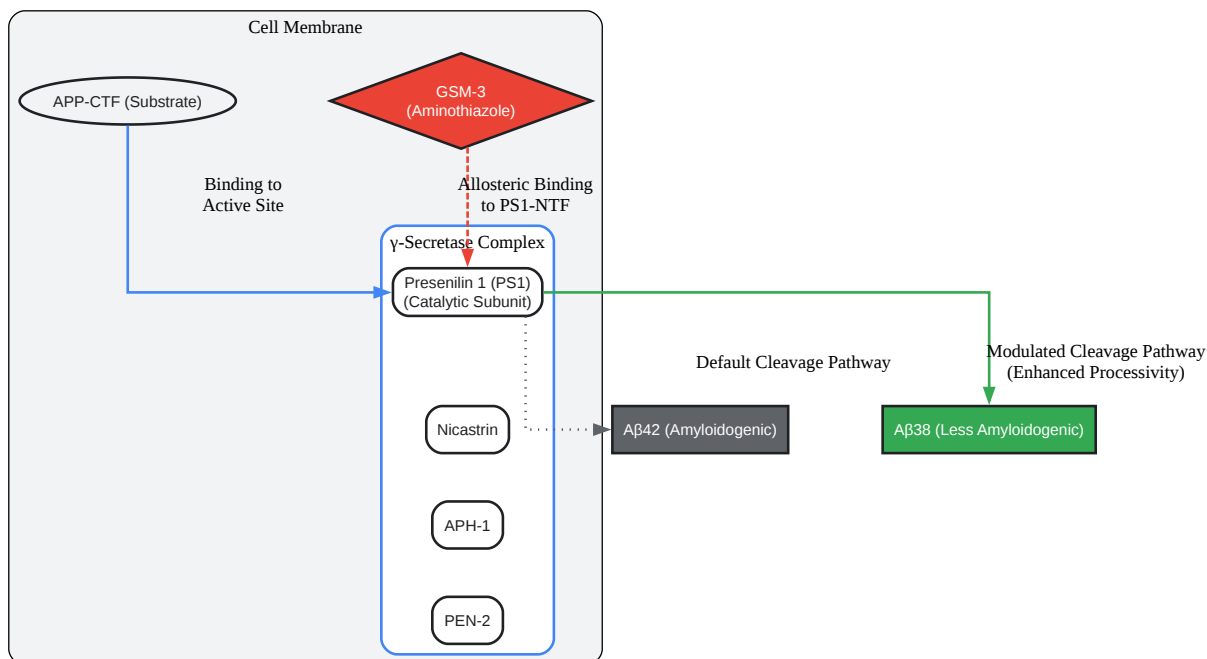 Cell Membrane
APP-CTF (Substrate)
GSM-3
(Aminothiazole)
Binding to
Active Site
Allosteric Binding
to PS1-NTF
γ-Secretase Complex
Presenilin 1 (PS1)
(Catalytic Subunit)
Default Cleavage Pathway
Modulated Cleavage Pathway
(Enhanced Processivity)
Nicastrin
Aβ42 (Amyloidogenic)
Aβ38 (Less Amyloidogenic)
APH-1
PEN-2